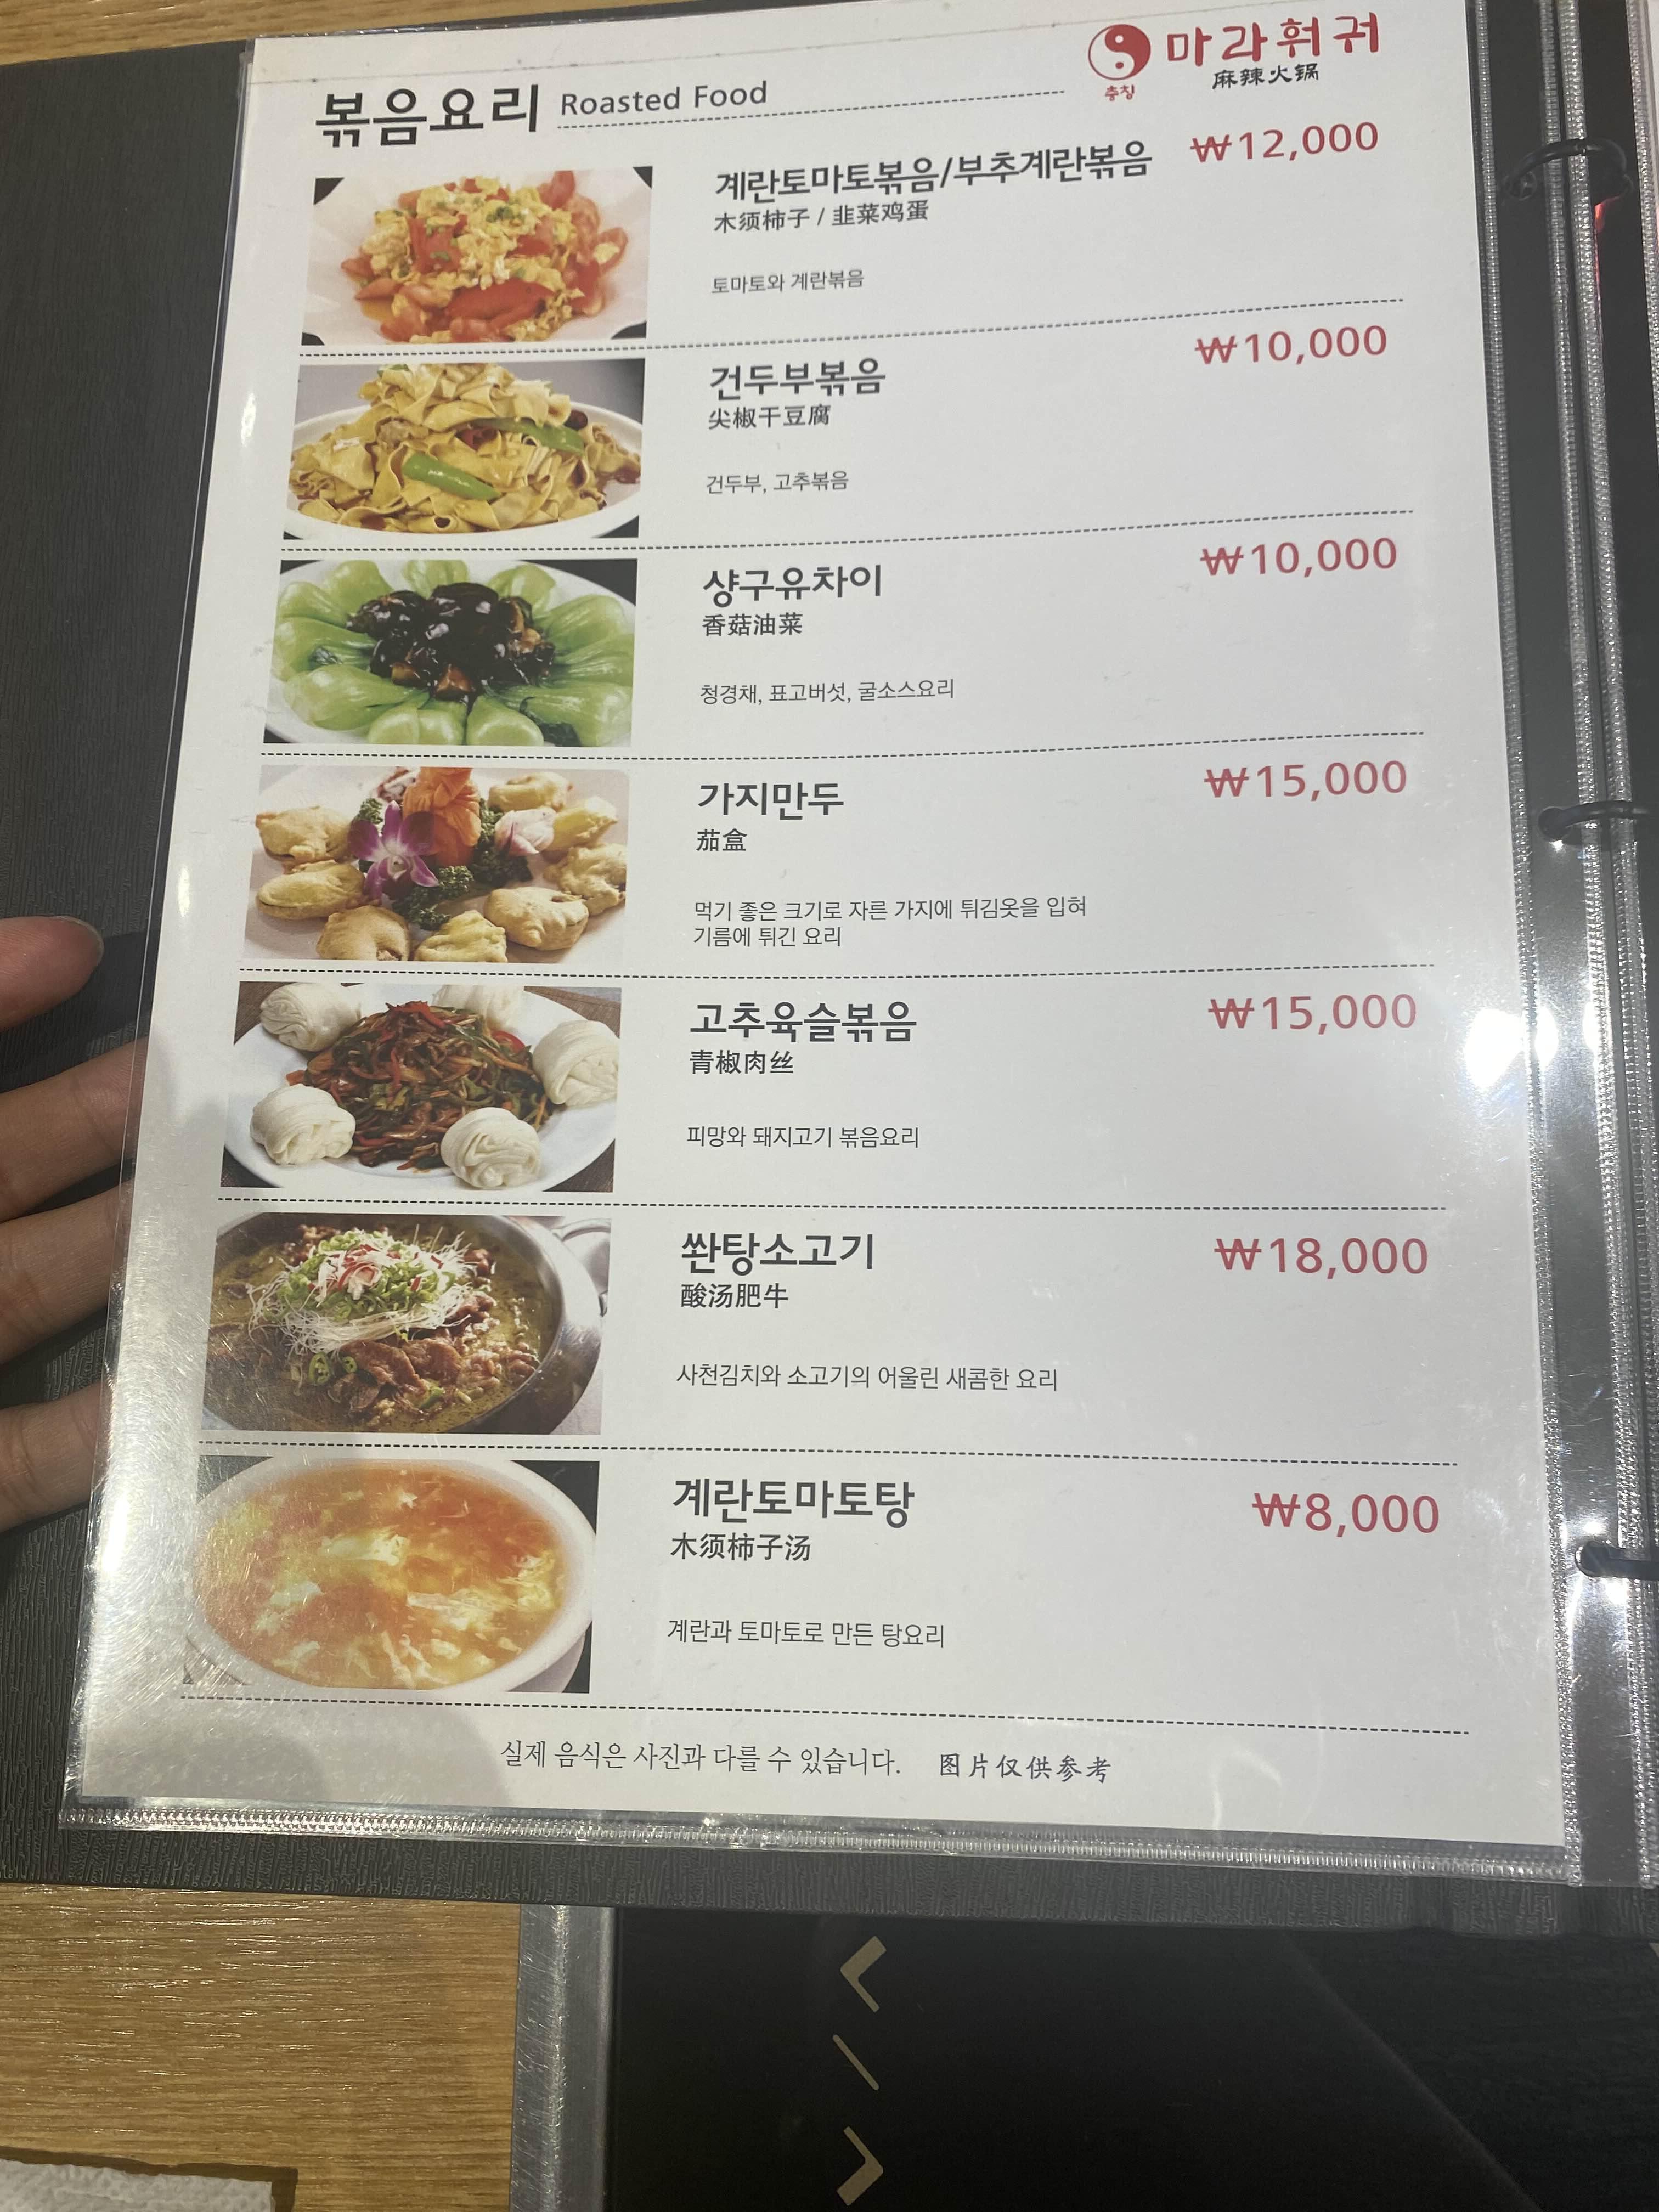 마라훠궈
麻辣火锅
충칭
볶음요리 Roasted Food
계란토마토볶음/부추계란볶음 ₩12,000
木须柿子 / 韭菜鸡蛋
토마토와 계란볶음
건두부볶음 ₩10,000
尖椒干豆腐
건두부, 고추볶음
샹구유차이 ₩10,000
香菇油菜
청경채, 표고버섯, 굴소스요리
가지만두 ₩15,000
茄盒
먹기 좋은 크기로 자른 가지에 튀김옷을 입혀
기름에 튀긴 요리
고추육슬볶음 ₩15,000
青椒肉丝
피망와 돼지고기 볶음요리
쏸탕소고기 ₩18,000
酸汤肥牛
사천김치와 소고기의 어울린 새콤한 요리
계란토마토탕 ₩8,000
木须柿子汤
계란과 토마토로 만든 탕요리
실제 음식은 사진과 다를 수 있습니다. 图片仅供参考